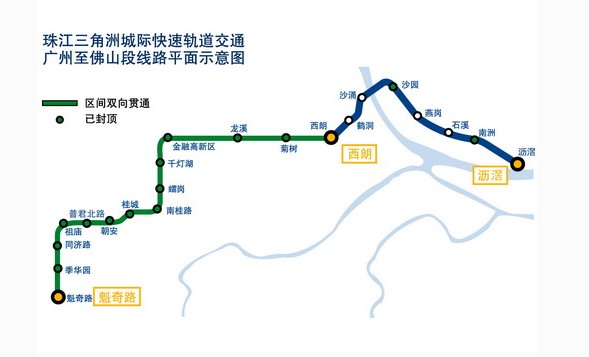 珠江三角洲城际快速轨道交通
广州至佛山段线路平面示意图
区间双向贯通
已封顶
沙园
沙涌
燕岗
鹤洞
石溪
南洲
西朗
沥滘
西朗
沥滘
龙溪
菊树
金融高新区
千灯湖
𧒽岗
南桂路
桂城
朝安
普君北路
祖庙
同济路
季华园
魁奇路
魁奇路